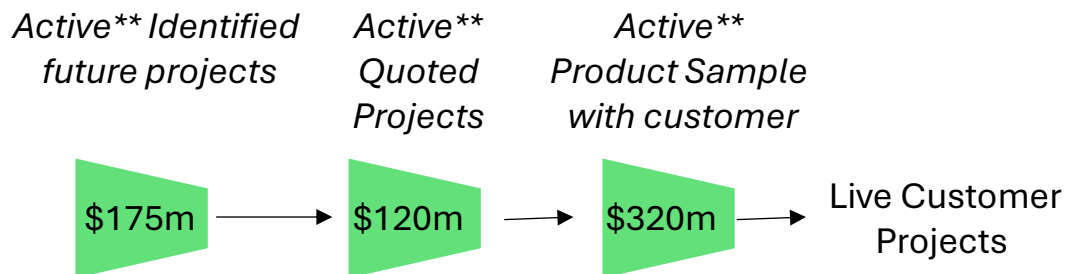 Active** Identified
future projects
Active**
Quoted
Projects
Active**
Product Sample
with customer
$175m
$120m
$320m
Live Customer
Projects